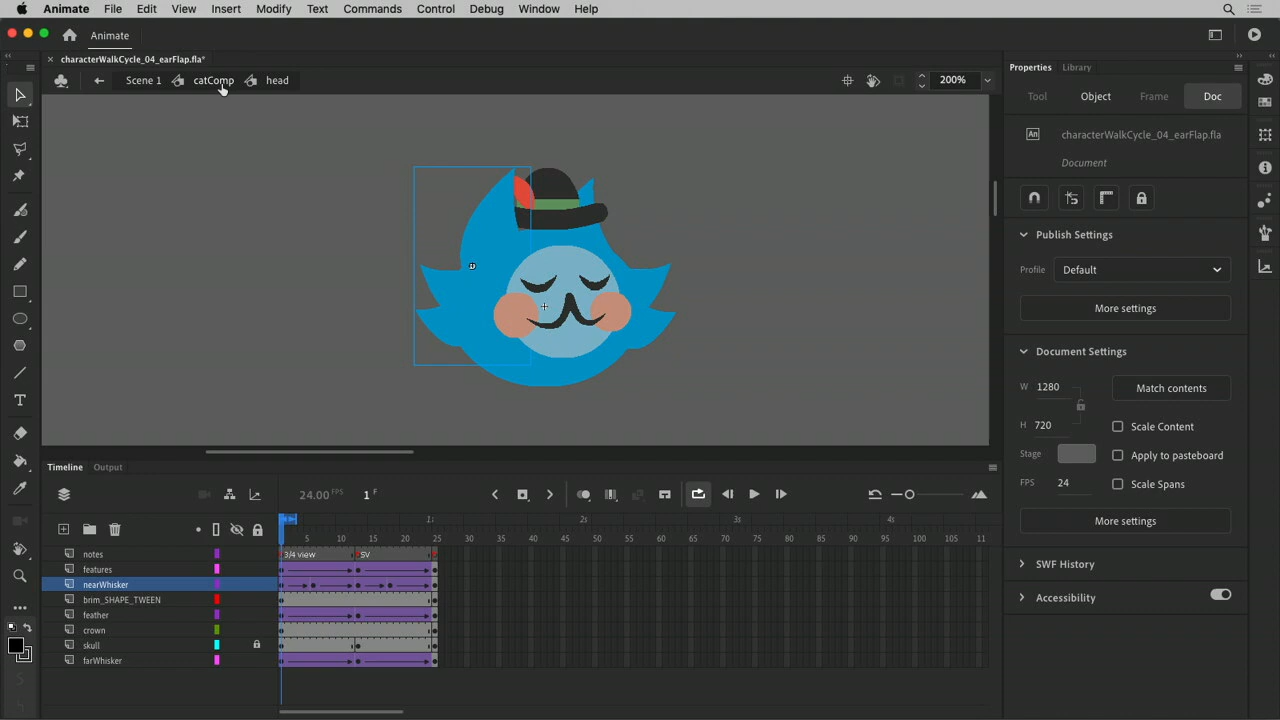 Animate File Edit View Insert Modify Text Commands Control Debug Window Help
Animate
characterWalkCycle_04_earFlap.fla*
Scene 1 catComp head 200%
Properties Library
Tool Object Frame Doc
An characterWalkCycle_04_earFlap.fla
Document
Publish Settings
Profile Default
More settings
Document Settings
W 1280 Match contents
H 720 Scale Content
Stage Apply to pasteboard
FPS 24 Scale Spans
More settings
SWF History
Accessibility
Timeline Output
24.00 FPS 1 F
1s 2s 3s 4s
5 10 15 20 25 30 35 40 45 50 55 60 65 70 75 80 85 90 95 100 105 11
notes 3/4 view SV
features
nearWhisker
brim_SHAPE_TWEEN
feather
crown
skull
farWhisker